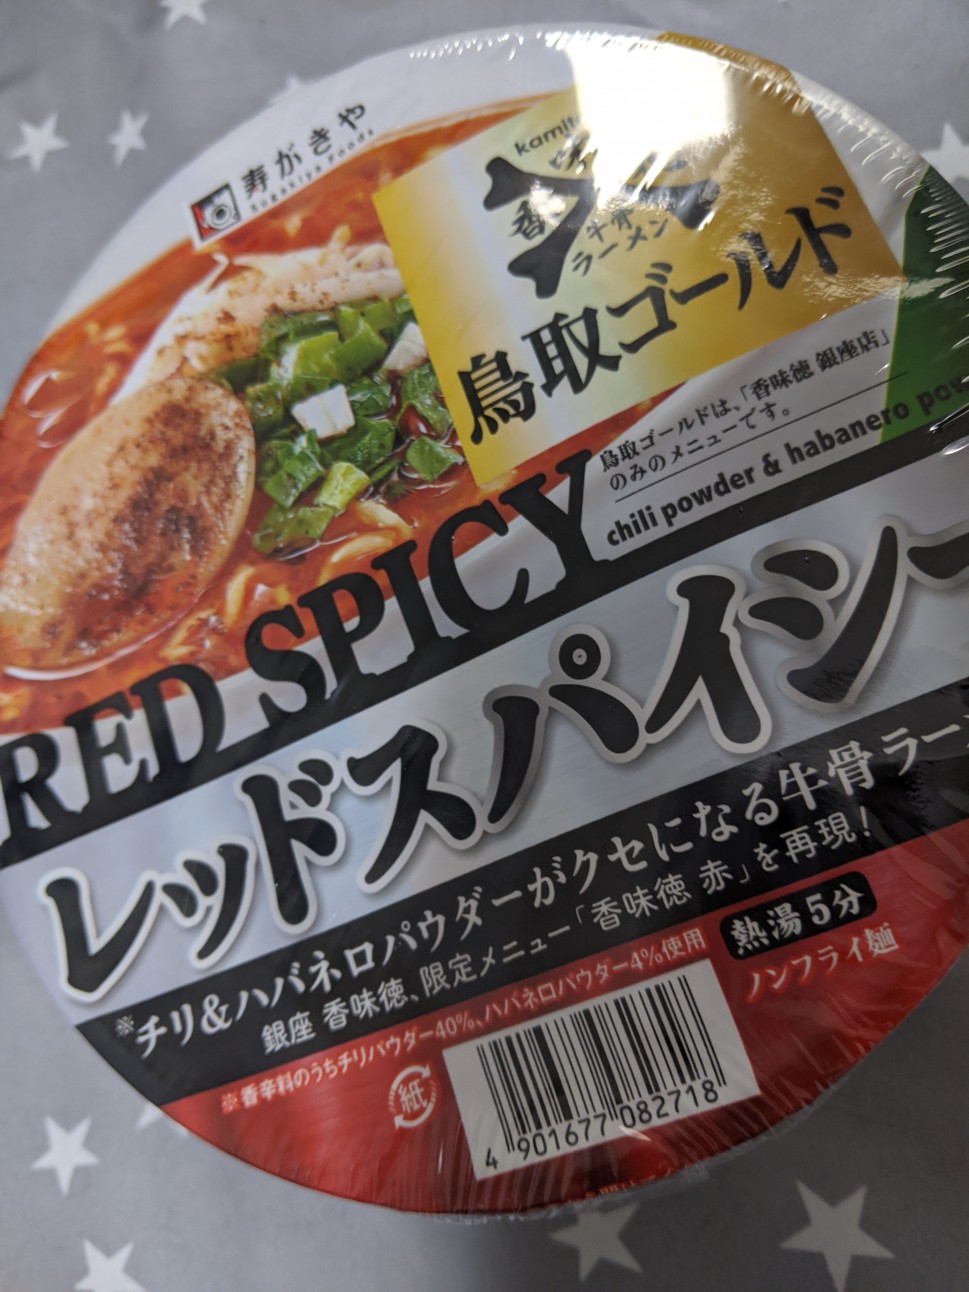 寿がきや
Sugakiya Foods
香味
牛骨
ラーメン
鳥取ゴールド
鳥取ゴールドは、「香味徳 銀座店」
のみのメニューです。
chili powder & habanero
RED SPICY
レッドスパイシー
※チリ&ハバネロパウダーがクセになる牛骨ラー
銀座 香味徳、限定メニュー「香味徳 赤」を再現!
※香辛料のうちチリパウダー40%、ハバネロパウダー4%使用
熱湯5分
ノンフライ麺
紙
4 901677 082718